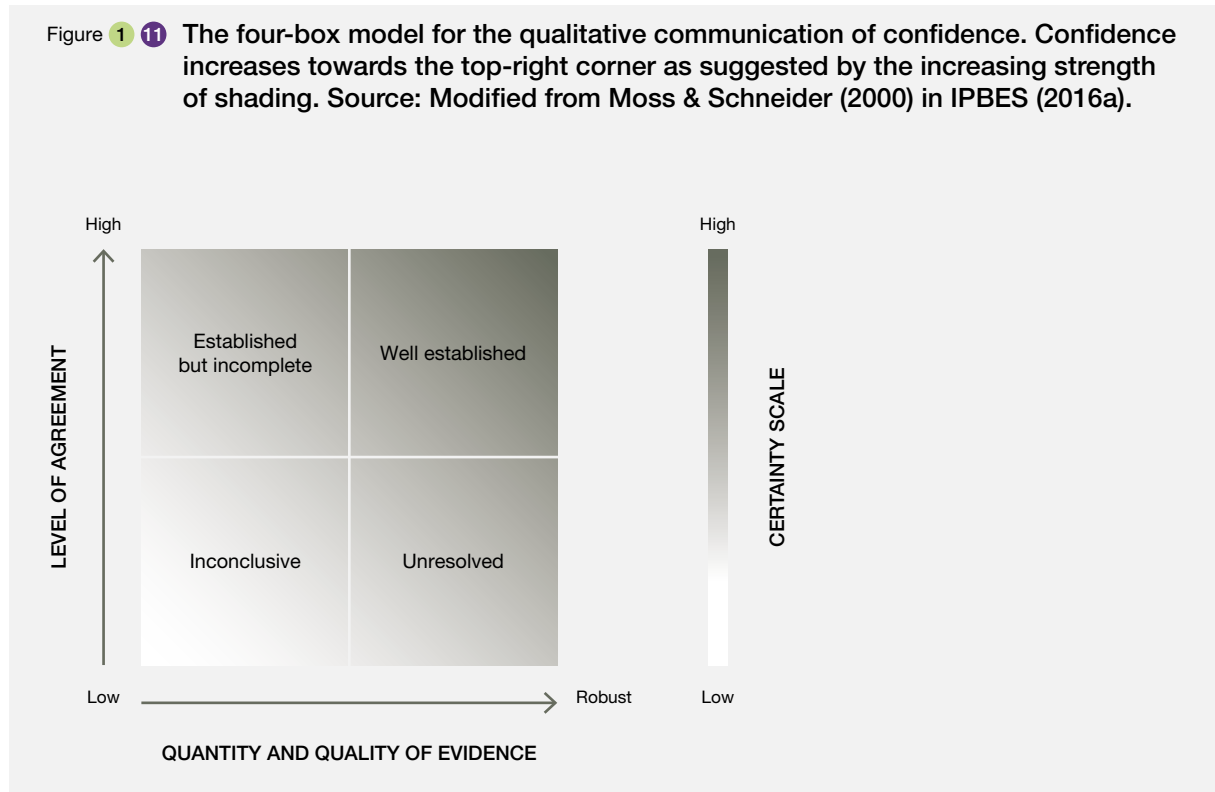 Figure 1 11 The four-box model for the qualitative communication of confidence. Confidence
increases towards the top-right corner as suggested by the increasing strength
of shading. Source: Modified from Moss & Schneider (2000) in IPBES (2016a).
High
LEVEL OF AGREEMENT
Established
but incomplete
Well established
Inconclusive
Unresolved
Low
Robust
QUANTITY AND QUALITY OF EVIDENCE
High
CERTAINTY SCALE
Low